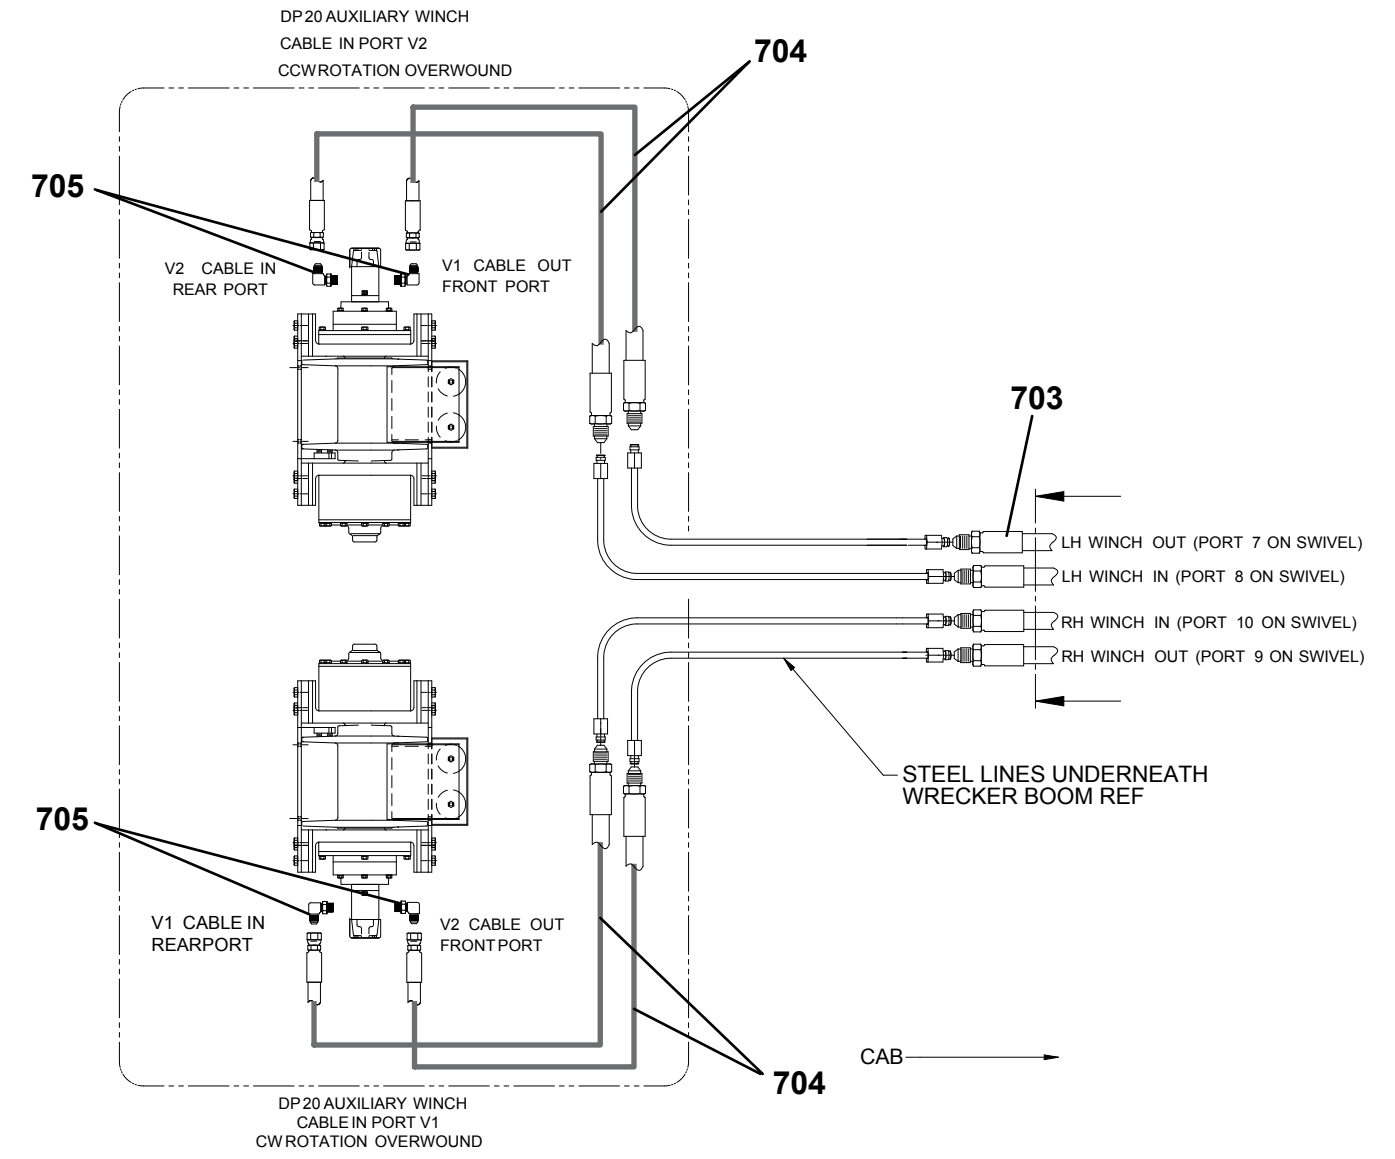 DP20 AUXILIARY WINCH
CABLE IN PORT V2
CCW ROTATION OVERWOUND
704
705
V2 CABLE IN
REAR PORT
V1 CABLE OUT
FRONT PORT
703
LH WINCH OUT (PORT 7 ON SWIVEL)
LH WINCH IN (PORT 8 ON SWIVEL)
RH WINCH IN (PORT 10 ON SWIVEL)
RH WINCH OUT (PORT 9 ON SWIVEL)
STEEL LINES UNDERNEATH
WRECKER BOOM REF
705
V1 CABLE IN
REAR PORT
V2 CABLE OUT
FRONT PORT
CAB
704
DP20 AUXILIARY WINCH
CABLE IN PORT V1
CW ROTATION OVERWOUND